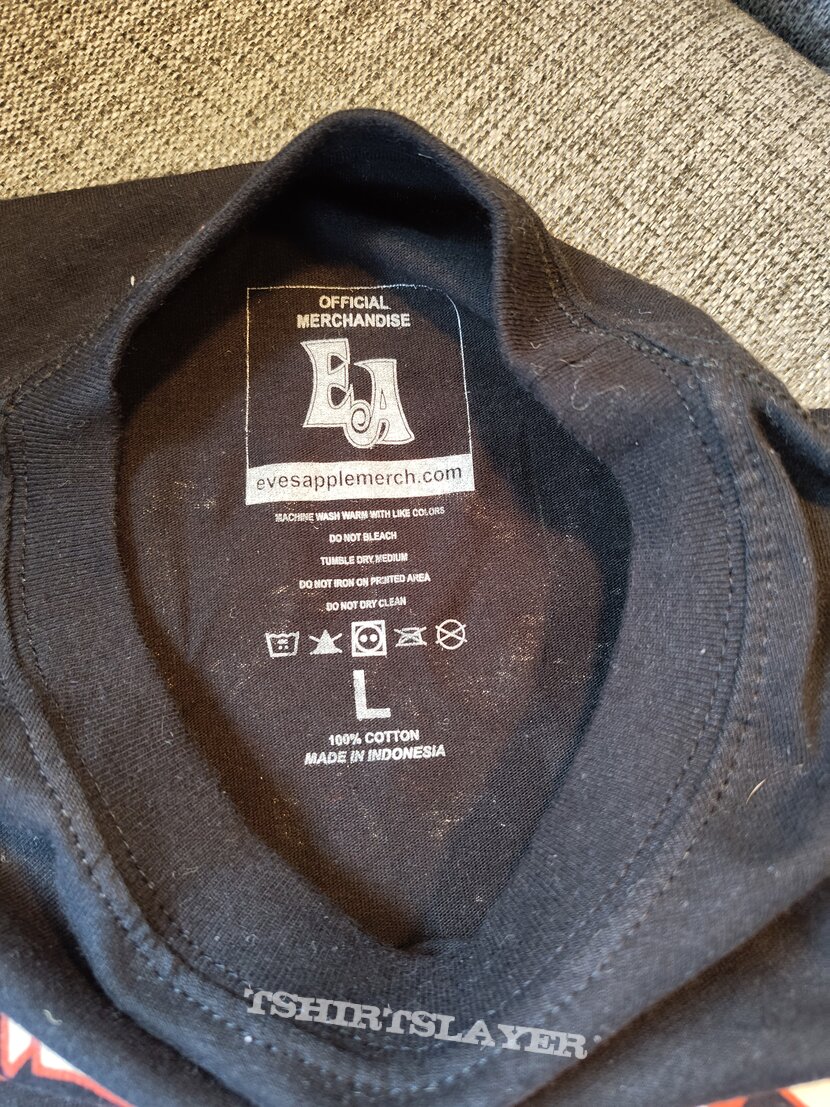 OFFICIAL
MERCHANDISE
EA
evesapplemerch.com
MACHINE WASH WARM WITH LIKE COLORS
DO NOT BLEACH
TUMBLE DRY MEDIUM
DO NOT IRON ON PRINTED AREA
DO NOT DRY CLEAN
L
100% COTTON
MADE IN INDONESIA
TSHIRTSLAYER